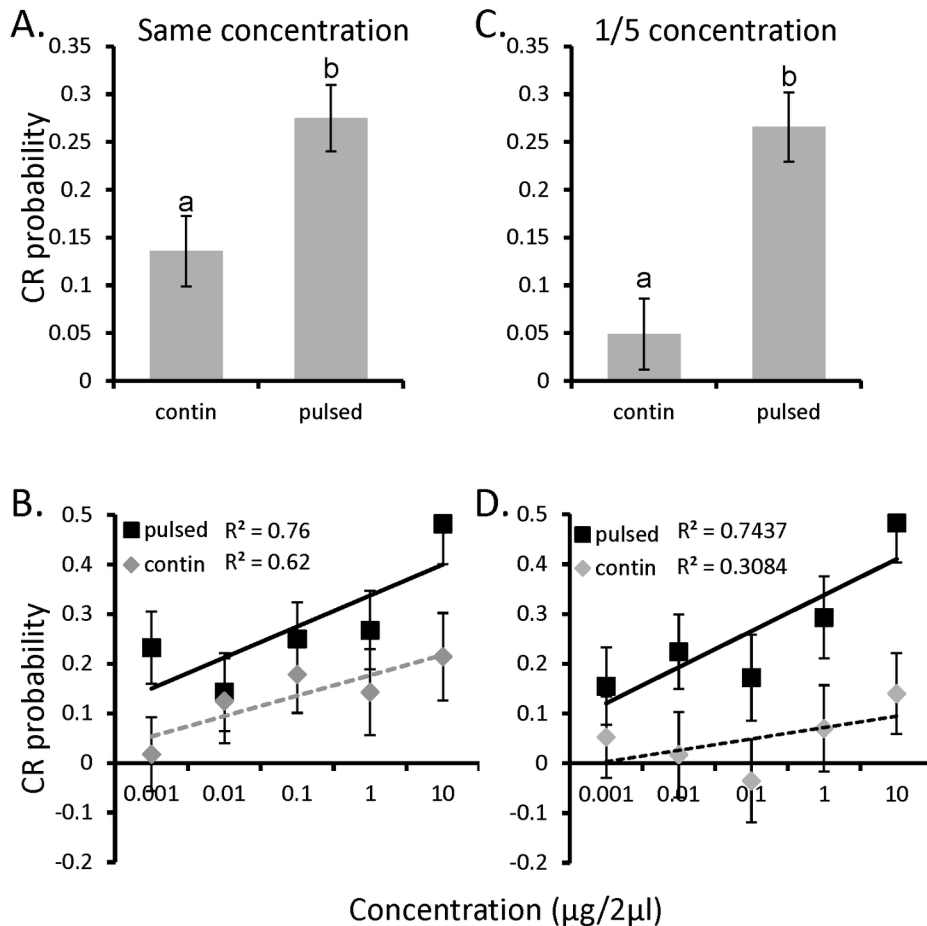 A. Same concentration
CR probability
0.35
0.3
0.25
0.2
0.15
0.1
0.05
0
a
b
contin
pulsed
C. 1/5 concentration
0.35
0.3
0.25
0.2
0.15
0.1
0.05
0
a
b
contin
pulsed
B.
CR probability
0.5
0.4
0.3
0.2
0.1
0
-0.1
-0.2
pulsed R² = 0.76
contin R² = 0.62
0.001 0.01 0.1 1 10
D.
0.5
0.4
0.3
0.2
0.1
0
-0.1
-0.2
pulsed R² = 0.7437
contin R² = 0.3084
0.001 0.01 0.1 1 10
Concentration (µg/2µl)